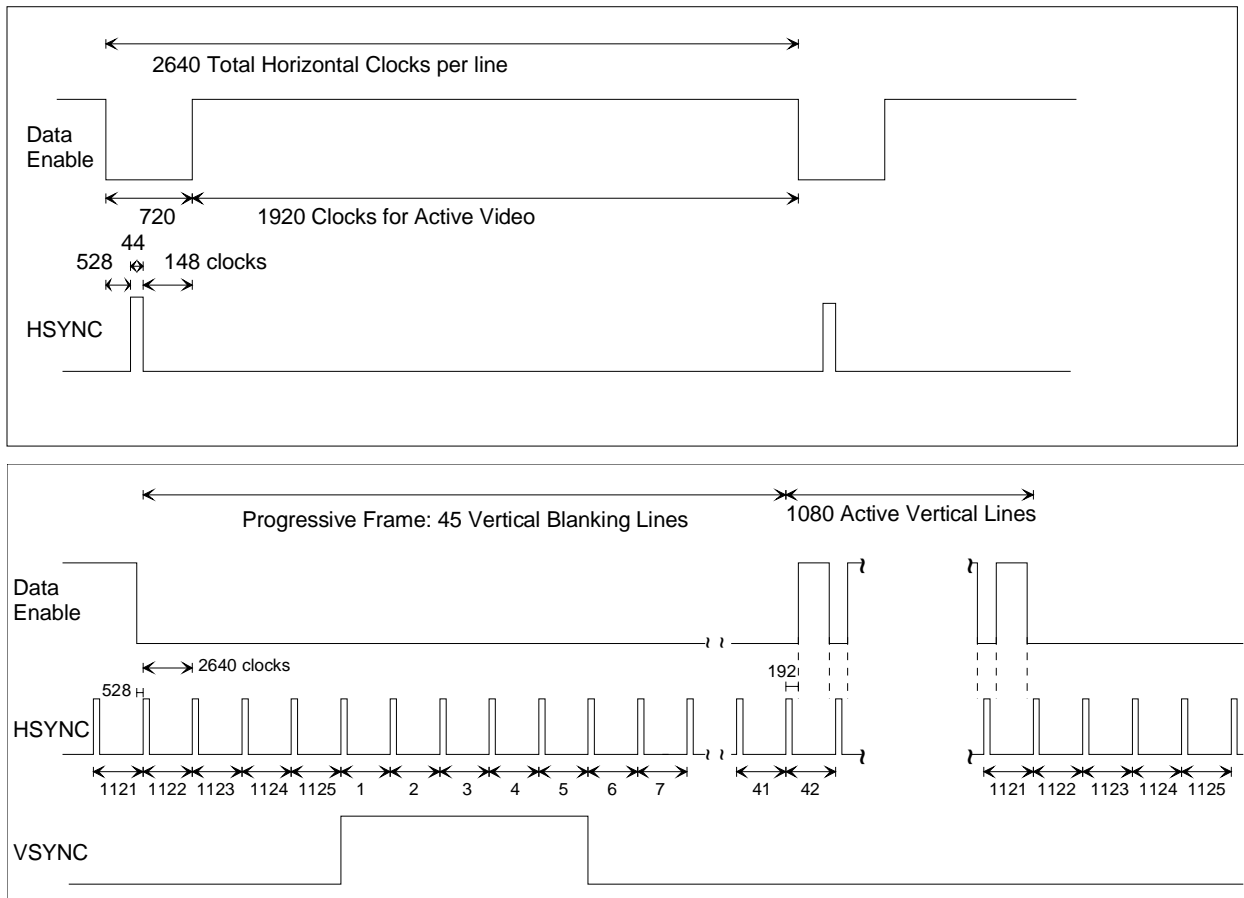 2640 Total Horizontal Clocks per line
Data
Enable
720
1920 Clocks for Active Video
44
528
148 clocks
HSYNC
Progressive Frame: 45 Vertical Blanking Lines
1080 Active Vertical Lines
Data
Enable
2640 clocks
528
192
HSYNC
1121 1122 1123 1124 1125 1 2 3 4 5 6 7 41 42 1121 1122 1123 1124 1125
VSYNC